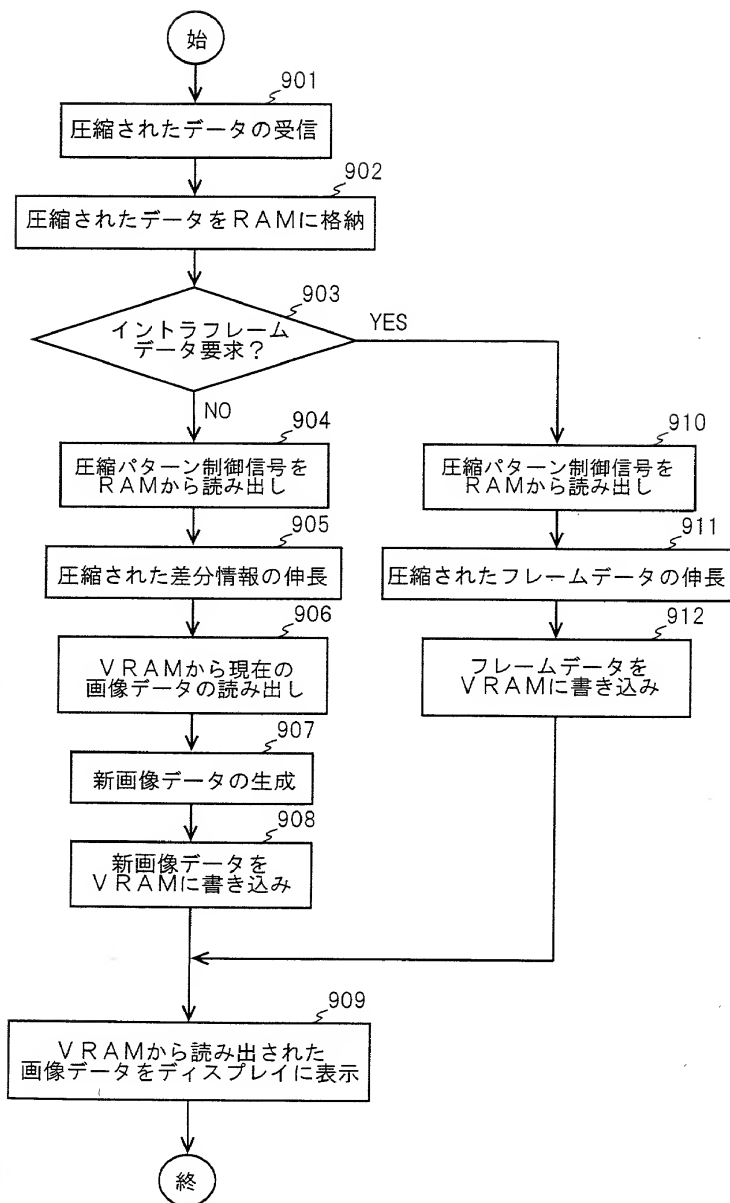 始
901
圧縮されたデータの受信
902
圧縮されたデータをRAMに格納
903
イントラフレーム
データ要求？
YES
NO
904
圧縮パターン制御信号を
RAMから読み出し
905
圧縮された差分情報の伸長
906
VRAMから現在の
画像データの読み出し
907
新画像データの生成
908
新画像データを
VRAMに書き込み
910
圧縮パターン制御信号を
RAMから読み出し
911
圧縮されたフレームデータの伸長
912
フレームデータを
VRAMに書き込み
909
VRAMから読み出された
画像データをディスプレイに表示
終